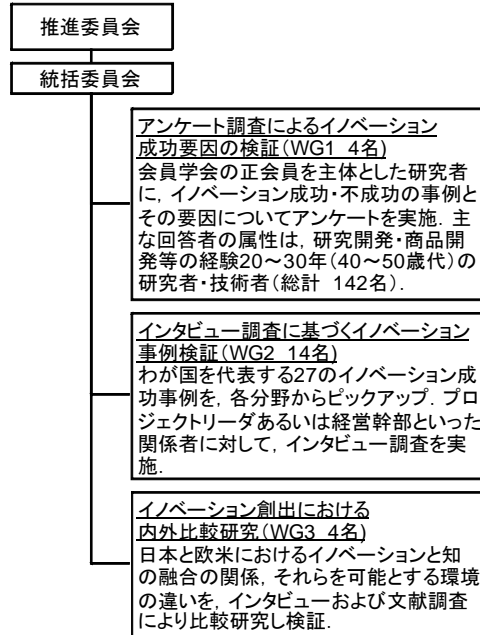 推進委員会
統括委員会
アンケート調査によるイノベーション
成功要因の検証(WG1 4名)
会員学会の正会員を主体とした研究者
に，イノベーション成功・不成功の事例と
その要因についてアンケートを実施．主
な回答者の属性は，研究開発・商品開
発等の経験20～30年(40～50歳代)の
研究者・技術者(総計 142名)．
インタビュー調査に基づくイノベーション
事例検証(WG2 14名)
わが国を代表する27のイノベーション成
功事例を，各分野からピックアップ．プロ
ジェクトリーダあるいは経営幹部といった
関係者に対して，インタビュー調査を実
施．
イノベーション創出における
内外比較研究(WG3 4名)
日本と欧米におけるイノベーションと知
の融合の関係，それらを可能とする環境
の違いを，インタビューおよび文献調査
により比較研究し検証．